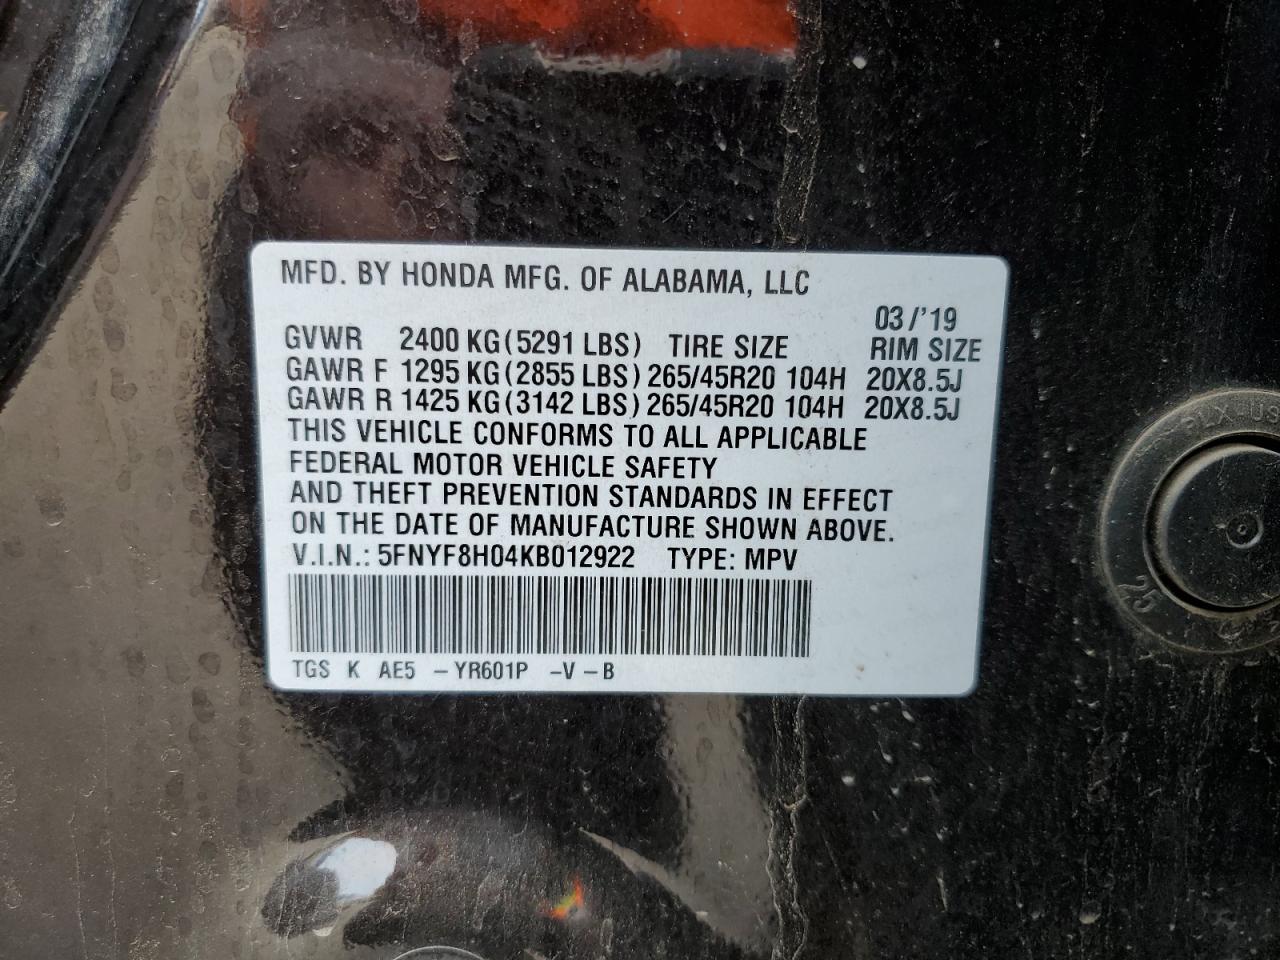 MFD. BY HONDA MFG. OF ALABAMA, LLC
03/'19
GVWR 2400 KG(5291 LBS) TIRE SIZE RIM SIZE
GAWR F 1295 KG(2855 LBS) 265/45R20 104H 20X8.5J
GAWR R 1425 KG(3142 LBS) 265/45R20 104H 20X8.5J
THIS VEHICLE CONFORMS TO ALL APPLICABLE
FEDERAL MOTOR VEHICLE SAFETY
AND THEFT PREVENTION STANDARDS IN EFFECT
ON THE DATE OF MANUFACTURE SHOWN ABOVE.
V.I.N.: 5FNYF8H04KB012922 TYPE: MPV
TGS K AE5 -YR601P -V-B
25